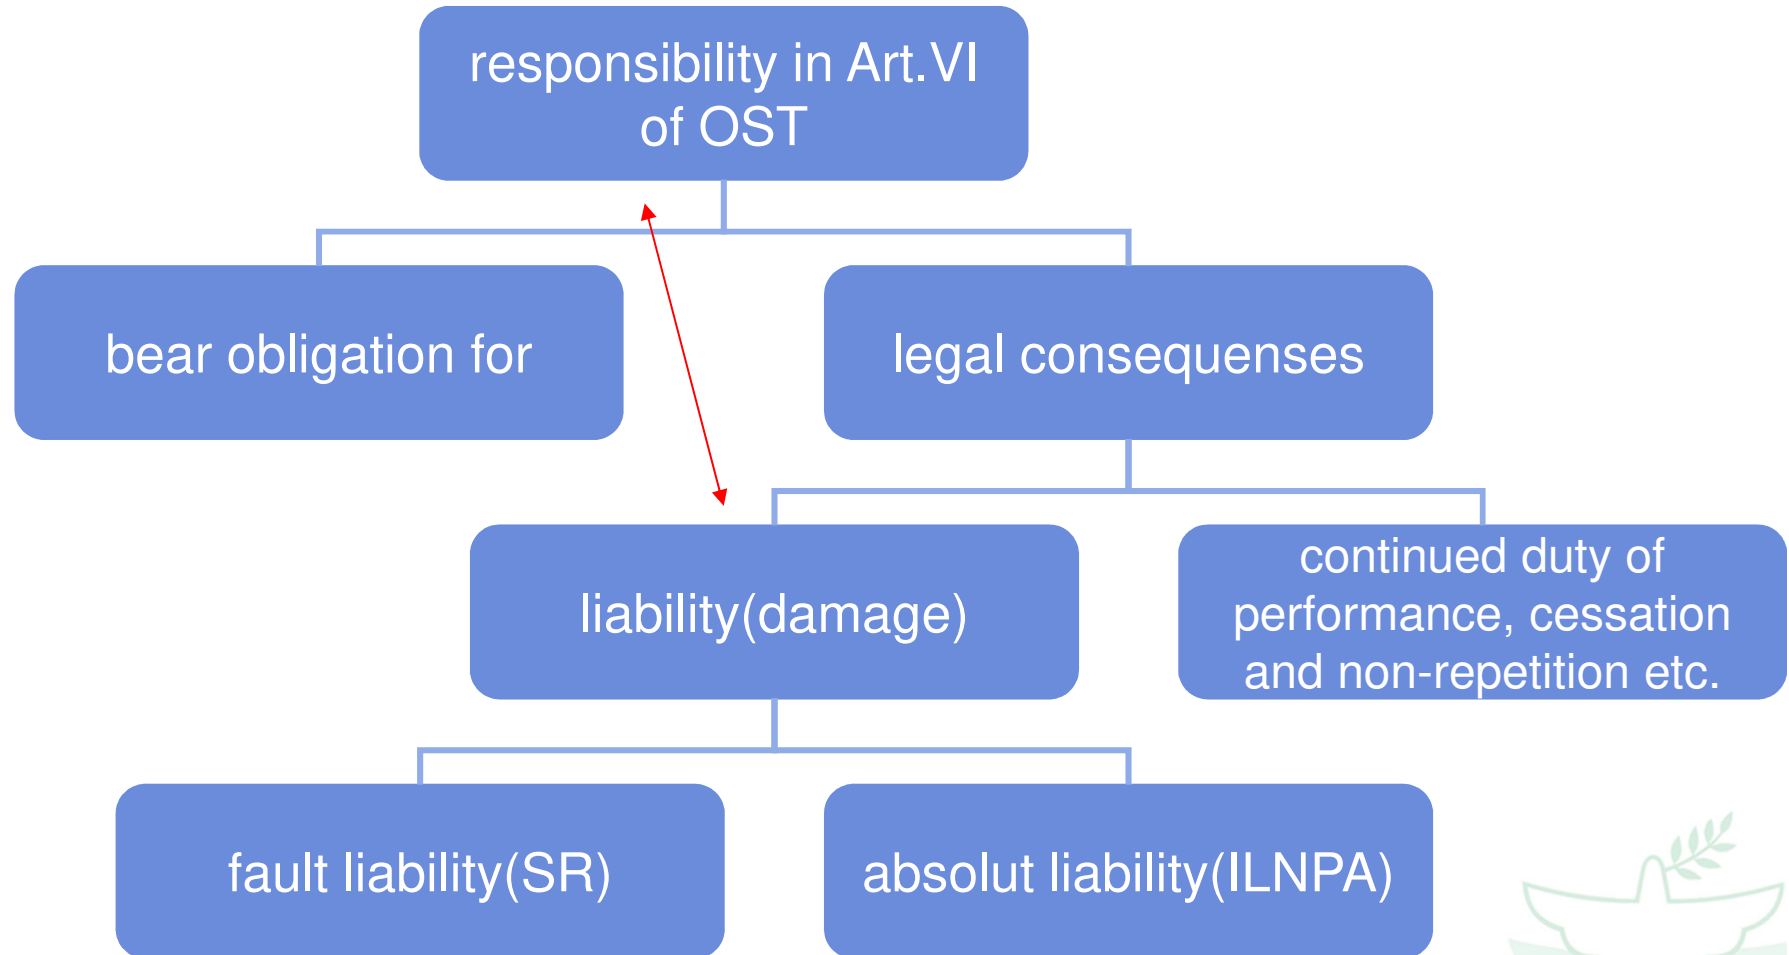 responsibility in Art.VI
of OST
bear obligation for
legal consequenses
liability(damage)
continued duty of
performance, cessation
and non-repetition etc.
fault liability(SR)
absolut liability(ILNPA)